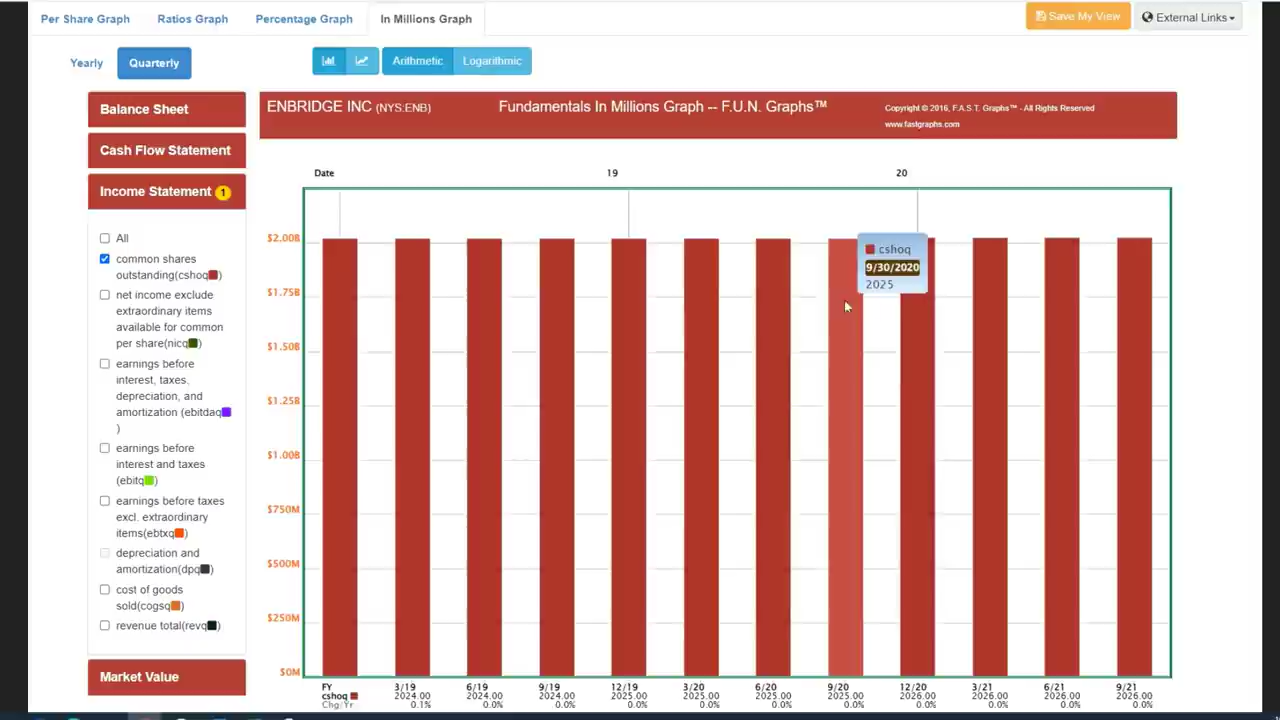 Per Share Graph Ratios Graph Percentage Graph In Millions Graph Save My View External Links
Yearly Quarterly Arithmetic Logarithmic
Balance Sheet
Cash Flow Statement
Income Statement 1
All
common shares
outstanding(cshoq)
net income exclude
extraordinary items
available for common
per share(nicq)
earnings before
interest, taxes,
depreciation, and
amortization (ebitdaq
)
earnings before
interest and taxes
(ebitq)
earnings before taxes
excl. extraordinary
items(ebtxq)
depreciation and
amortization(dpq)
cost of goods
sold(cogsq)
revenue total(revq)
Market Value
ENBRIDGE INC (NYS:ENB) Fundamentals In Millions Graph -- F.U.N. Graphs™ Copyright © 2016, F.A.S.T. Graphs™ - All Rights Reserved
www.fastgraphs.com
Date 19 20
$2.00B
$1.75B
$1.50B
$1.25B
$1.00B
$750M
$500M
$250M
$0M
cshoq
9/30/2020
2025
FY 3/19 6/19 9/19 12/19 3/20 6/20 9/20 12/20 3/21 6/21 9/21
cshoq 2024.00 2024.00 2024.00 2025.00 2025.00 2025.00 2025.00 2026.00 2026.00 2026.00 2026.00
Chg/Yr 0.1% 0.0% 0.0% 0.0% 0.0% 0.0% 0.0% 0.0% 0.0% 0.0% 0.0%